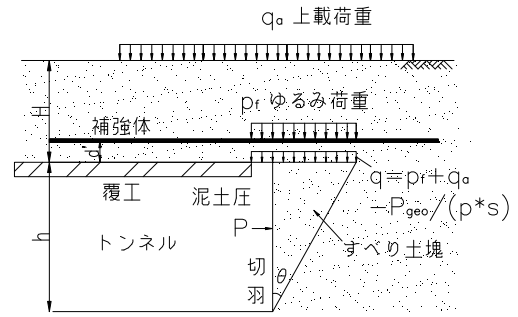 qa 上載荷重
H
pf ゆるみ荷重
補強体
d'
覆工
泥土圧
q=pf+qa
-Pgeo/(p*s)
h
トンネル
P
すべり土塊
切
羽
θ